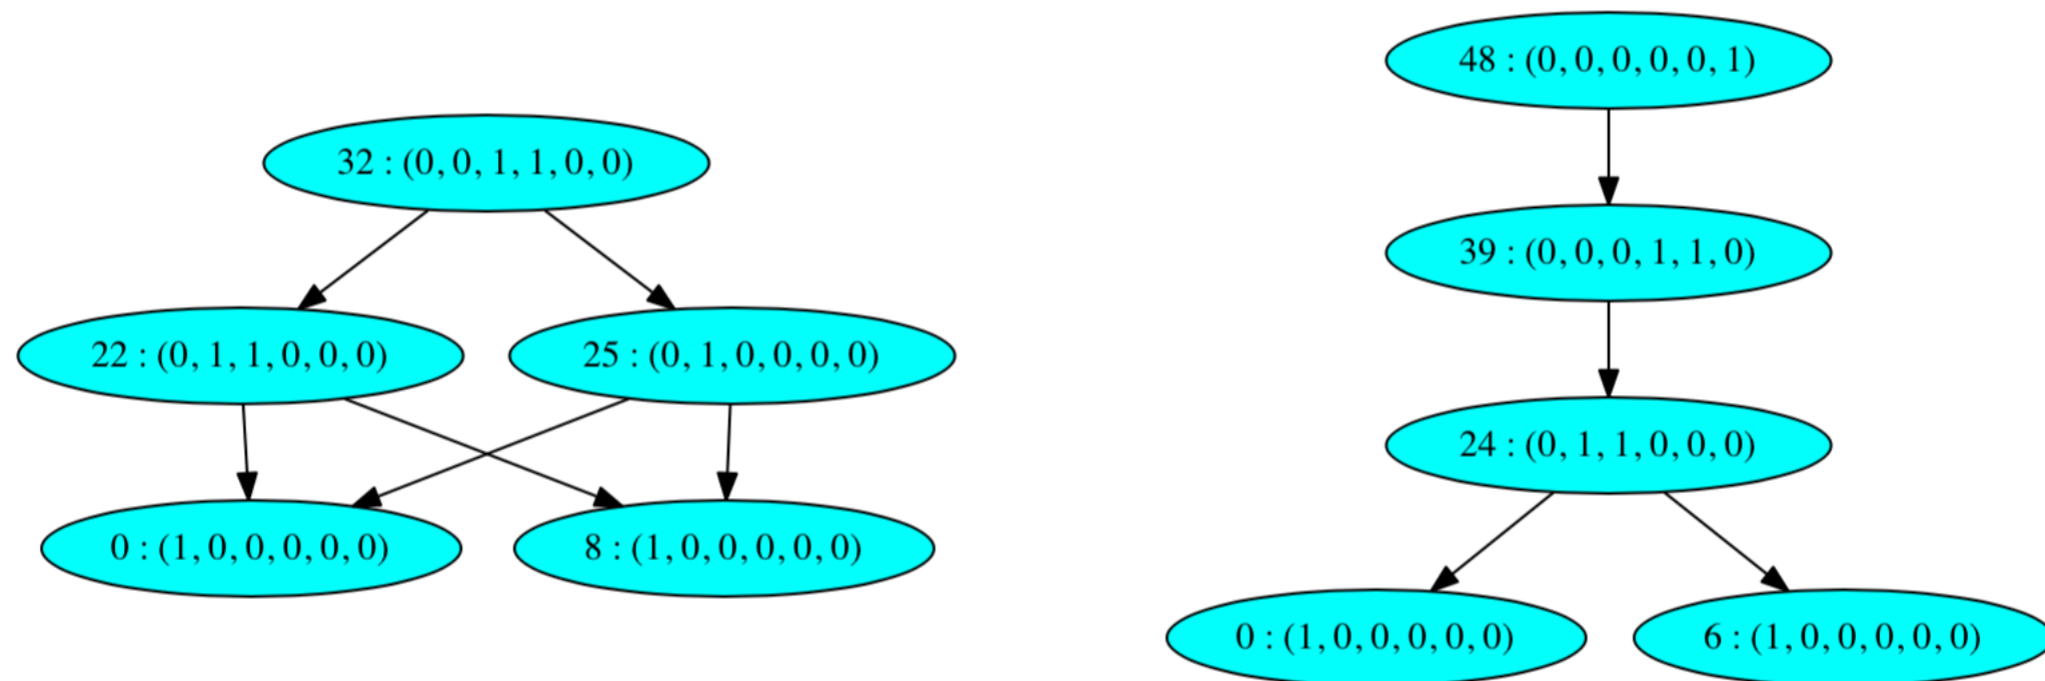 32 : (0, 0, 1, 1, 0, 0)
22 : (0, 1, 1, 0, 0, 0)
25 : (0, 1, 0, 0, 0, 0)
0 : (1, 0, 0, 0, 0, 0)
8 : (1, 0, 0, 0, 0, 0)
48 : (0, 0, 0, 0, 0, 1)
39 : (0, 0, 0, 1, 1, 0)
24 : (0, 1, 1, 0, 0, 0)
0 : (1, 0, 0, 0, 0, 0)
6 : (1, 0, 0, 0, 0, 0)